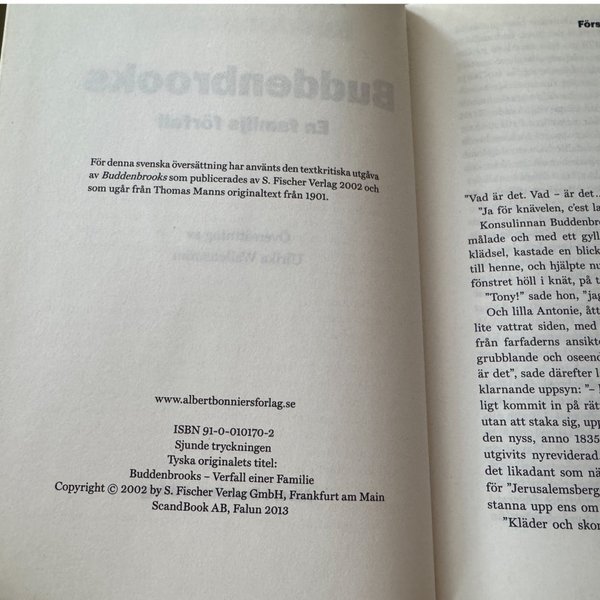 För denna svenska översättning har använts den textkritiska utgåva
av Buddenbrooks som publicerades av S. Fischer Verlag 2002 och
som ugår från Thomas Manns originaltext från 1901.
www.albertbonniersforlag.se
ISBN 91-0-010170-2
Sjunde tryckningen
Tyska originalets titel:
Buddenbrooks – Verfall einer Familie
Copyright © 2002 by S. Fischer Verlag GmbH, Frankfurt am Main
ScandBook AB, Falun 2013
"Vad är det. Vad – är det...
"Ja för knävelen, c'est la
Konsulinnan Buddenbro
målade och med ett gyll
klädsel, kastade en blick
till henne, och hjälpte nu
fönstret höll i knät, på t
"Tony!" sade hon, "jag
Och lilla Antonie, ått
lite vattrat siden, med
från farfaderns ansikte
grubblande och oseend
är det", sade därefter l
klarnande uppsyn: "–
ligt kommit in på rät
utan att staka sig, upp
den nyss, anno 1835
utgivits nyreviderad
det likadant som nä
för "Jerusalemsberg
stanna upp ens om
"Kläder och skor